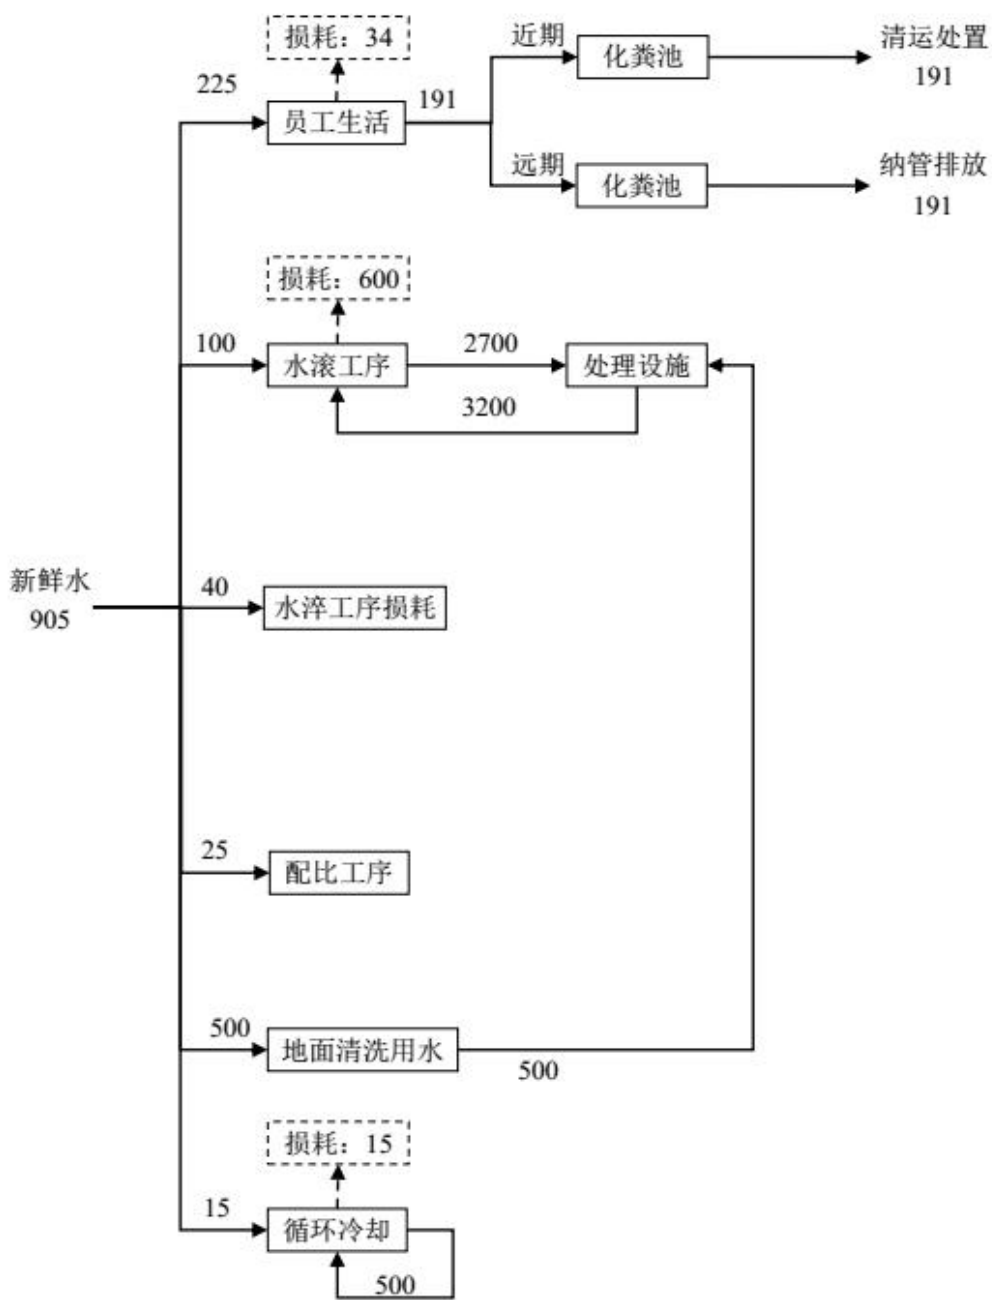 损耗：34
近期
化粪池
清运处置
191
225
员工生活
191
远期
化粪池
纳管排放
191
损耗：600
100
水滚工序
2700
处理设施
3200
新鲜水
905
40
水淬工序损耗
25
配比工序
500
地面清洗用水
500
损耗：15
15
循环冷却
500